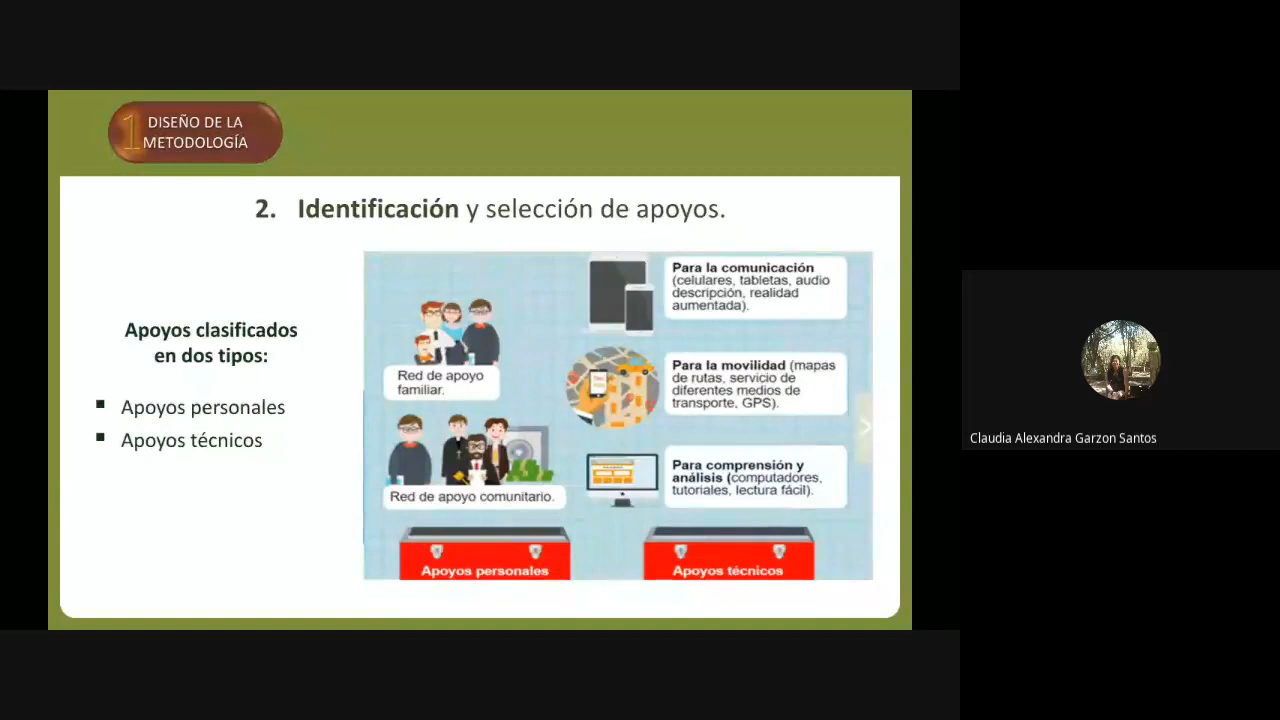 1
DISEÑO DE LA
METODOLOGÍA
2. Identificación y selección de apoyos.
Apoyos clasificados
en dos tipos:
▪ Apoyos personales
▪ Apoyos técnicos
Red de apoyo
familiar.
Red de apoyo comunitario.
Apoyos personales
Para la comunicación
(celulares, tabletas, audio
descripción, realidad
aumentada).
Para la movilidad (mapas
de rutas, servicio de
diferentes medios de
transporte, GPS).
Para comprensión y
análisis (computadores,
tutoriales, lectura fácil).
Apoyos técnicos
Claudia Alexandra Garzon Santos